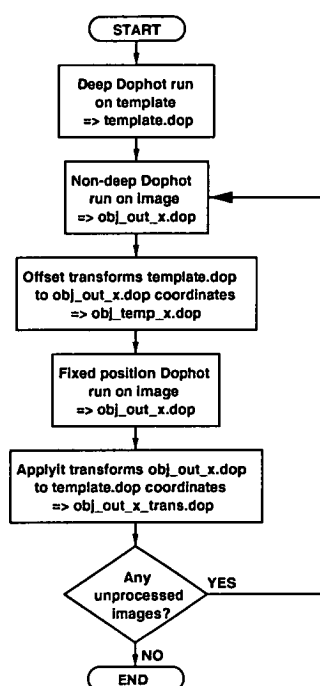 START
Deep Dophot run
on template
=> template.dop
Non-deep Dophot
run on image
=> obj_out_x.dop
Offset transforms template.dop
to obj_out_x.dop coordinates
=> obj_temp_x.dop
Fixed position Dophot
run on image
=> obj_out_x.dop
Applyit transforms obj_out_x.dop
to template.dop coordinates
=> obj_out_x_trans.dop
Any
unprocessed
images?
YES
NO
END